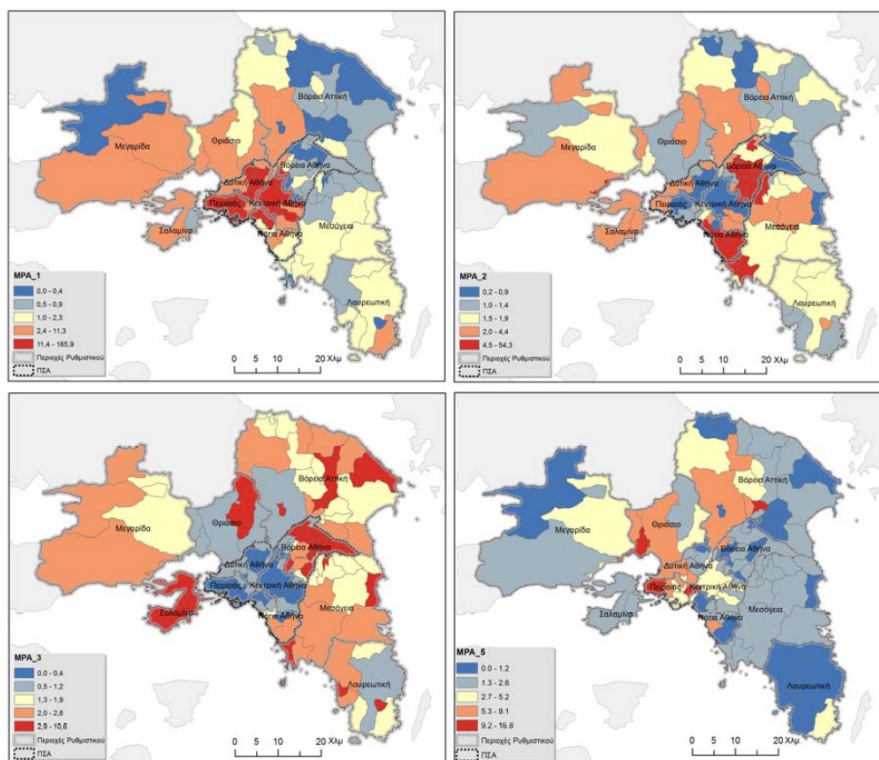 Βόρεια Αττική
Μεγαρίδα
Θριάσιο
Βόρεια Αθήνα
Δυτική Αθήνα
Πειραιάς
Κεντρική Αθήνα
Σαλαμίνα
Νότια Αθήνα
Μεσόγεια
Λαυρεωτική
MPA_1
0,0 - 0,4
0,5 - 0,9
1,0 - 2,3
2,4 - 11,3
11,4 - 165,9
Περιοχές Ρυθμιστικού
ΠΣΑ
0 5 10 20 Χλμ
Βόρεια Αττική
Μεγαρίδα
Θριάσιο
Βόρεια Αθήνα
Δυτική Αθήνα
Πειραιάς
Κεντρική Αθήνα
Σαλαμίνα
Νότια Αθήνα
Μεσόγεια
Λαυρεωτική
MPA_2
0,2 - 0,9
1,0 - 1,4
1,5 - 1,9
2,0 - 4,4
4,5 - 54,3
Περιοχές Ρυθμιστικού
ΠΣΑ
0 5 10 20 Χλμ
Βόρεια Αττική
Μεγαρίδα
Θριάσιο
Βόρεια Αθήνα
Δυτική Αθήνα
Πειραιάς
Κεντρική Αθήνα
Σαλαμίνα
Νότια Αθήνα
Μεσόγεια
Λαυρεωτική
MPA_3
0,0 - 0,4
0,5 - 1,2
1,3 - 1,9
2,0 - 2,8
2,9 - 10,6
Περιοχές Ρυθμιστικού
ΠΣΑ
0 5 10 20 Χλμ
Βόρεια Αττική
Μεγαρίδα
Θριάσιο
Βόρεια Αθήνα
Δυτική Αθήνα
Πειραιάς
Κεντρική Αθήνα
Σαλαμίνα
Νότια Αθήνα
Μεσόγεια
Λαυρεωτική
MPA_5
0.0 - 1.2
1.3 - 2.6
2.7 - 5.2
5.3 - 9.1
9.2 - 16.8
Περιοχές Ρυθμιστικού
ΠΣΑ
0 5 10 20 Χλμ